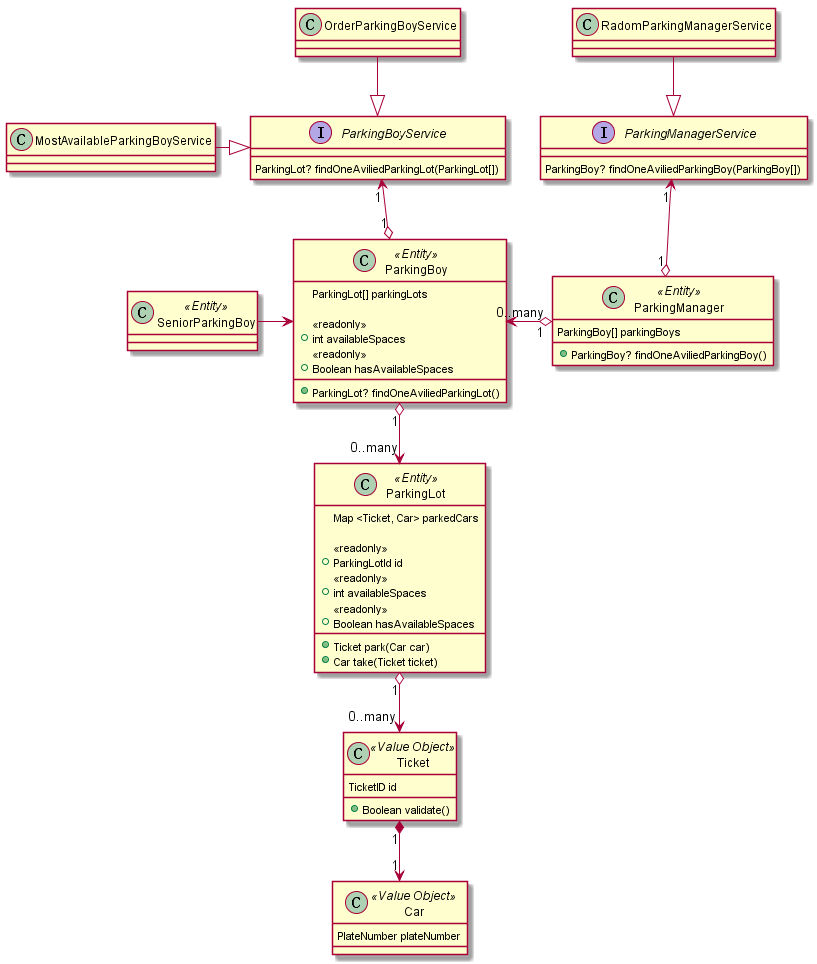 C OrderParkingBoyService
C RadomParkingManagerService
C MostAvailableParkingBoyService
I ParkingBoyService
ParkingLot? findOneAviliedParkingLot(ParkingLot[])
I ParkingManagerService
ParkingBoy? findOneAviliedParkingBoy(ParkingBoy[])
1
1
1
1
C «Entity»
ParkingBoy
ParkingLot[] parkingLots
«readonly»
int availableSpaces
«readonly»
Boolean hasAvailableSpaces
ParkingLot? findOneAviliedParkingLot()
C «Entity»
SeniorParkingBoy
0..many
1
C «Entity»
ParkingManager
ParkingBoy[] parkingBoys
ParkingBoy? findOneAviliedParkingBoy()
1
0..many
C «Entity»
ParkingLot
Map <Ticket, Car> parkedCars
«readonly»
ParkingLotId id
«readonly»
int availableSpaces
«readonly»
Boolean hasAvailableSpaces
Ticket park(Car car)
Car take(Ticket ticket)
1
0..many
C «Value Object»
Ticket
TicketID id
Boolean validate()
1
1
C «Value Object»
Car
PlateNumber plateNumber